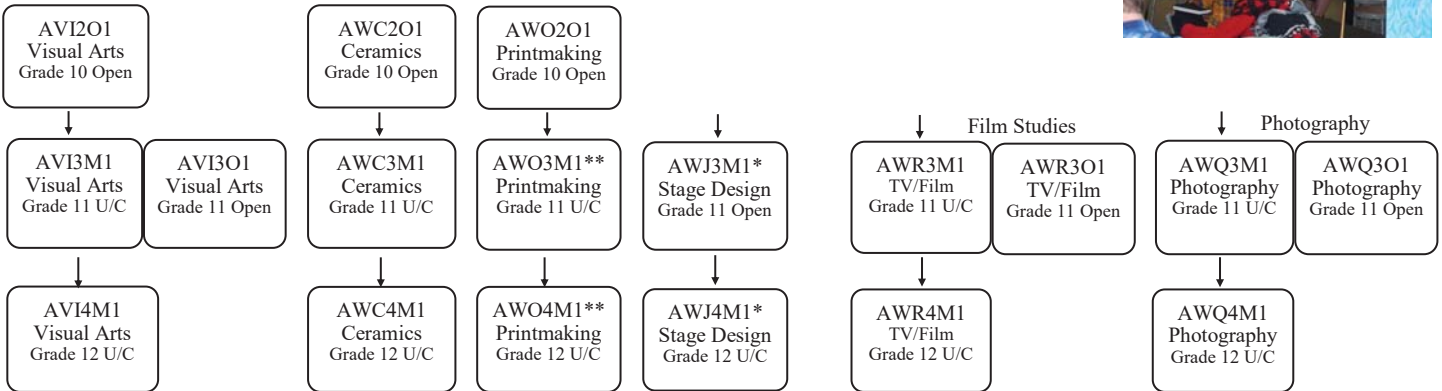 AVI2O1
Visual Arts
Grade 10 Open
AWC2O1
Ceramics
Grade 10 Open
AWO2O1
Printmaking
Grade 10 Open
Film Studies
Photography
AVI3M1
Visual Arts
Grade 11 U/C
AVI3O1
Visual Arts
Grade 11 Open
AWC3M1
Ceramics
Grade 11 U/C
AWO3M1**
Printmaking
Grade 11 U/C
AWJ3M1*
Stage Design
Grade 11 Open
AWR3M1
TV/Film
Grade 11 U/C
AWR3O1
TV/Film
Grade 11 Open
AWQ3M1
Photography
Grade 11 U/C
AWQ3O1
Photography
Grade 11 Open
AVI4M1
Visual Arts
Grade 12 U/C
AWC4M1
Ceramics
Grade 12 U/C
AWO4M1**
Printmaking
Grade 12 U/C
AWJ4M1*
Stage Design
Grade 12 U/C
AWR4M1
TV/Film
Grade 12 U/C
AWQ4M1
Photography
Grade 12 U/C